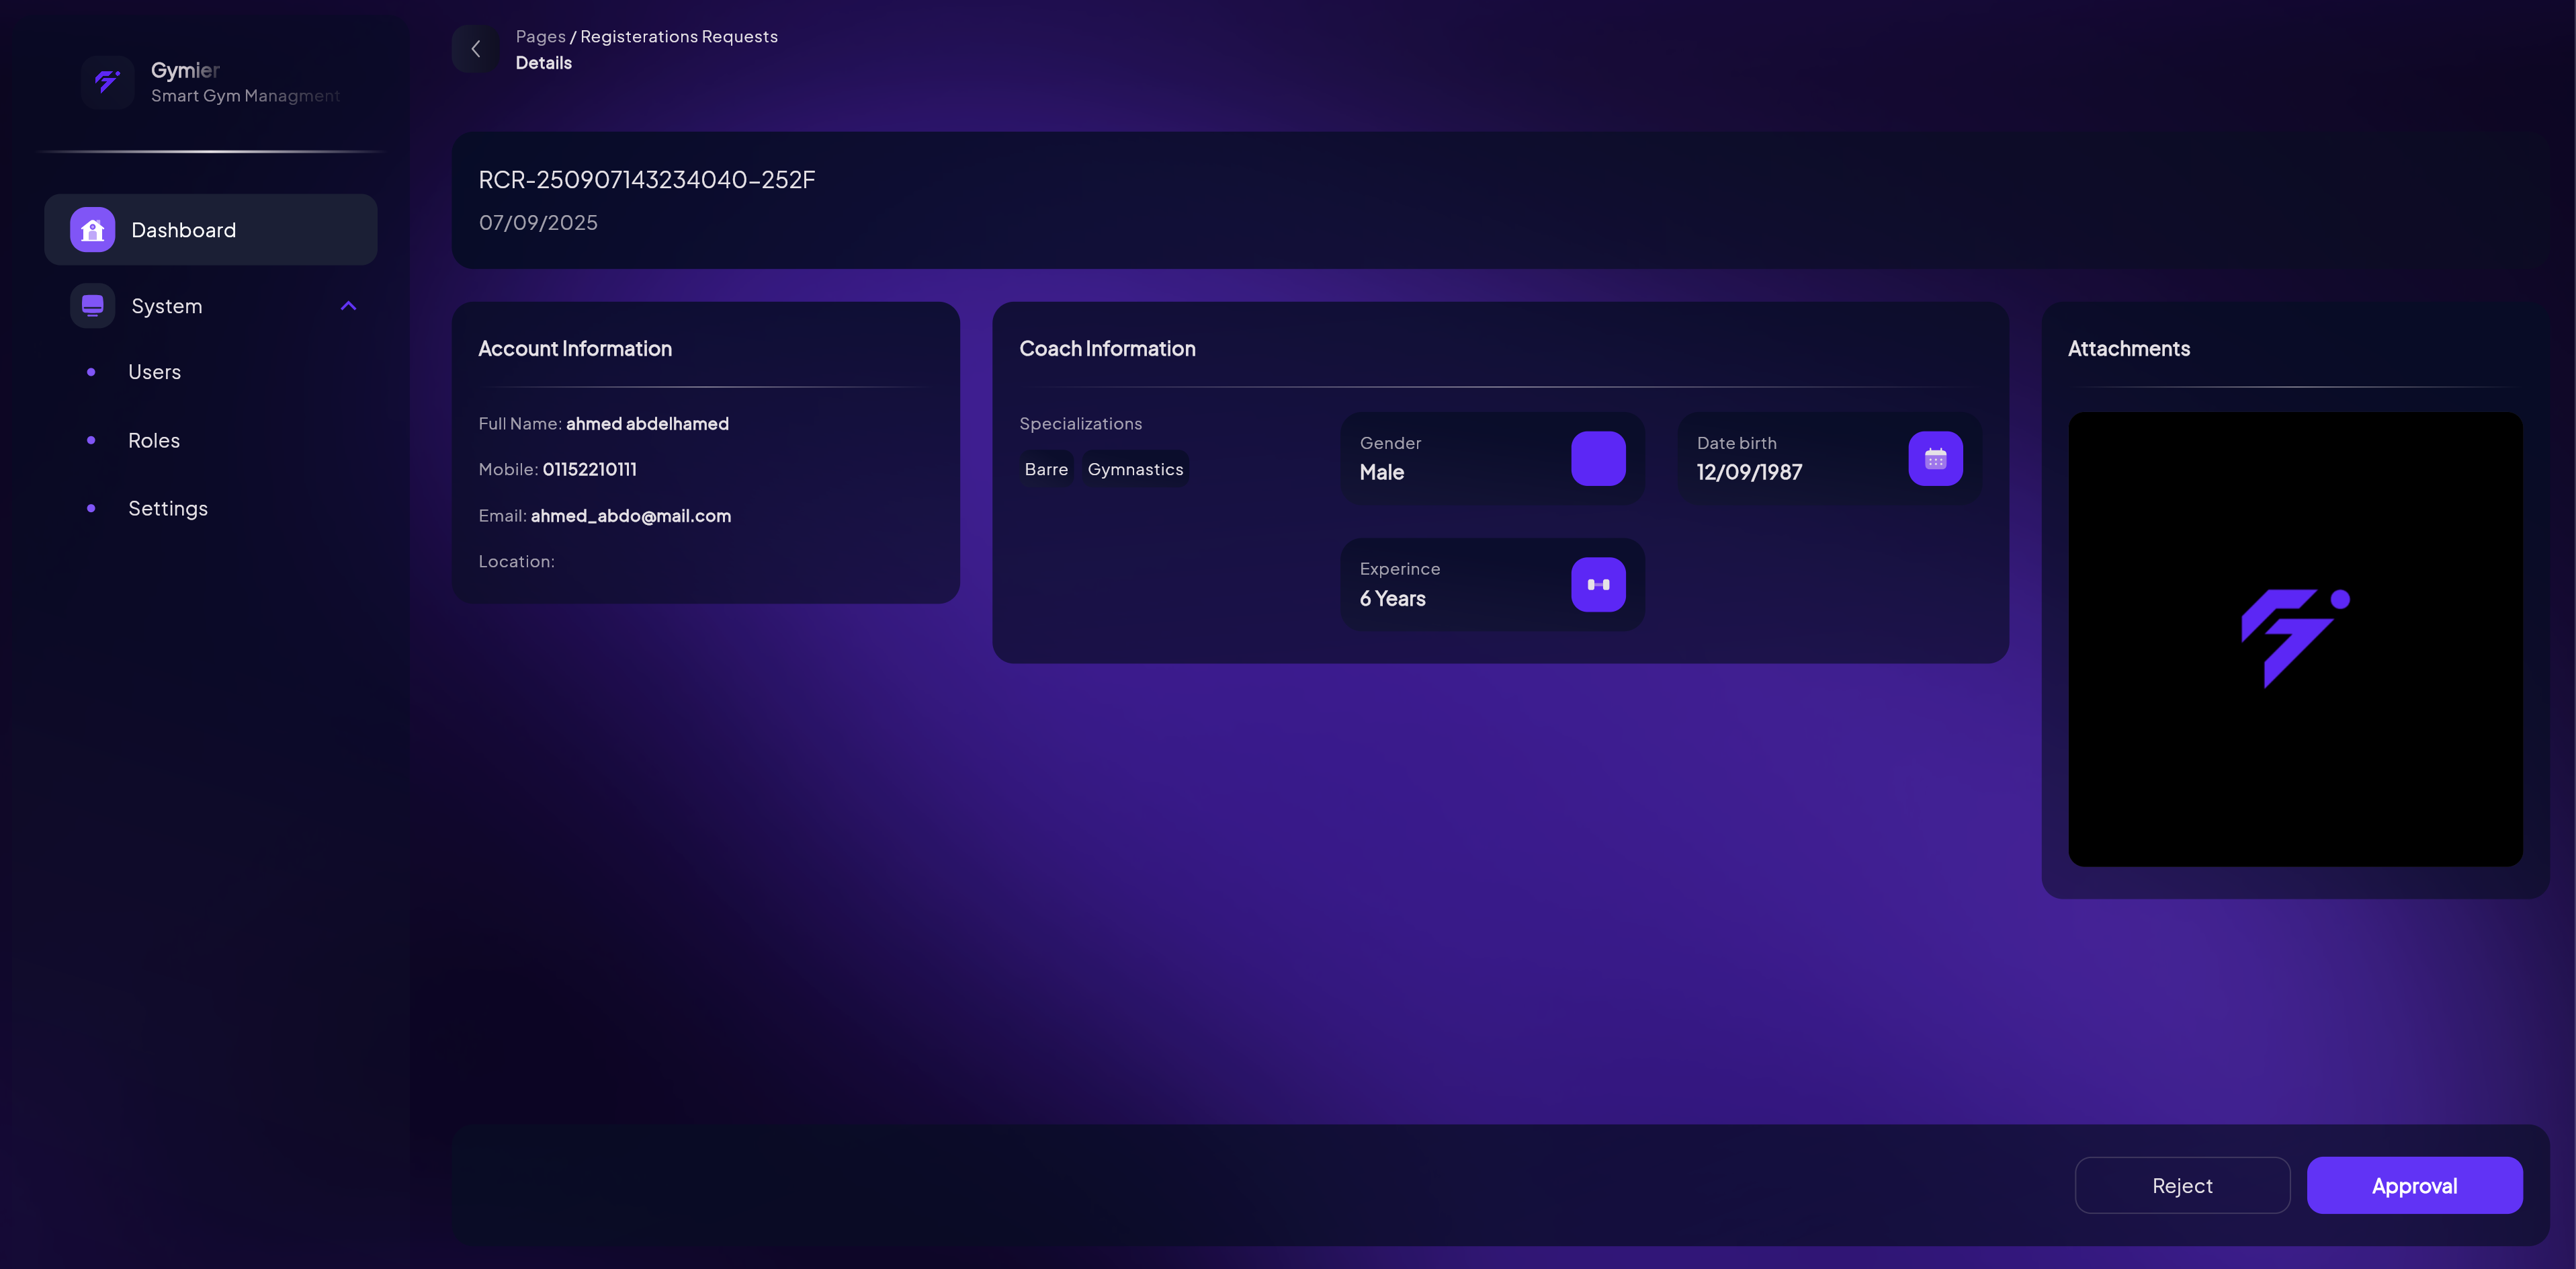 Gymier
Smart Gym Managment
Dashboard
System
Users
Roles
Settings
Pages / Registerations Requests
Details
RCR-250907143234040-252F
07/09/2025
Account Information
Full Name: ahmed abdelhamed
Mobile: 01152210111
Email: ahmed_abdo@mail.com
Location:
Coach Information
Specializations
Barre Gymnastics
Gender
Male
Date birth
12/09/1987
Experince
6 Years
Attachments
Reject
Approval